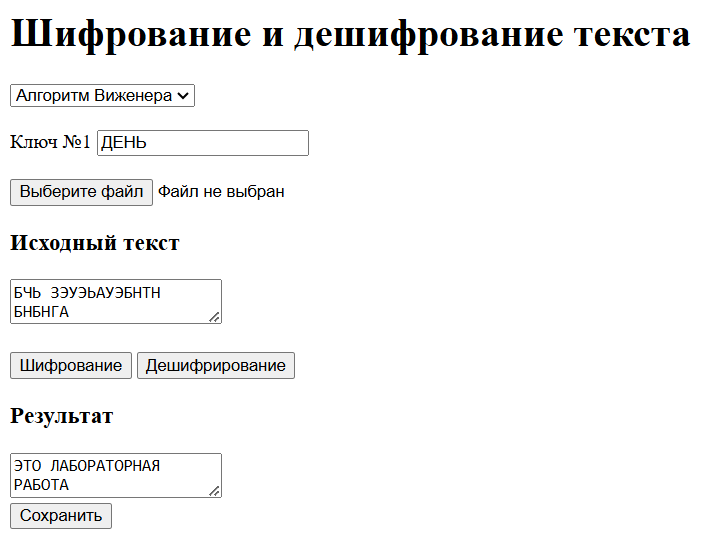 Шифрование и дешифрование текста
Алгоритм Виженера
Ключ №1 ДЕНЬ
Выберите файл Файл не выбран
Исходный текст
БЧЬ ЗЭУЭЬАУЭБНТН
БНБНГА
Шифрование Дешифрирование
Результат
ЭТО ЛАБОРАТОРНАЯ
РАБОТА
Сохранить